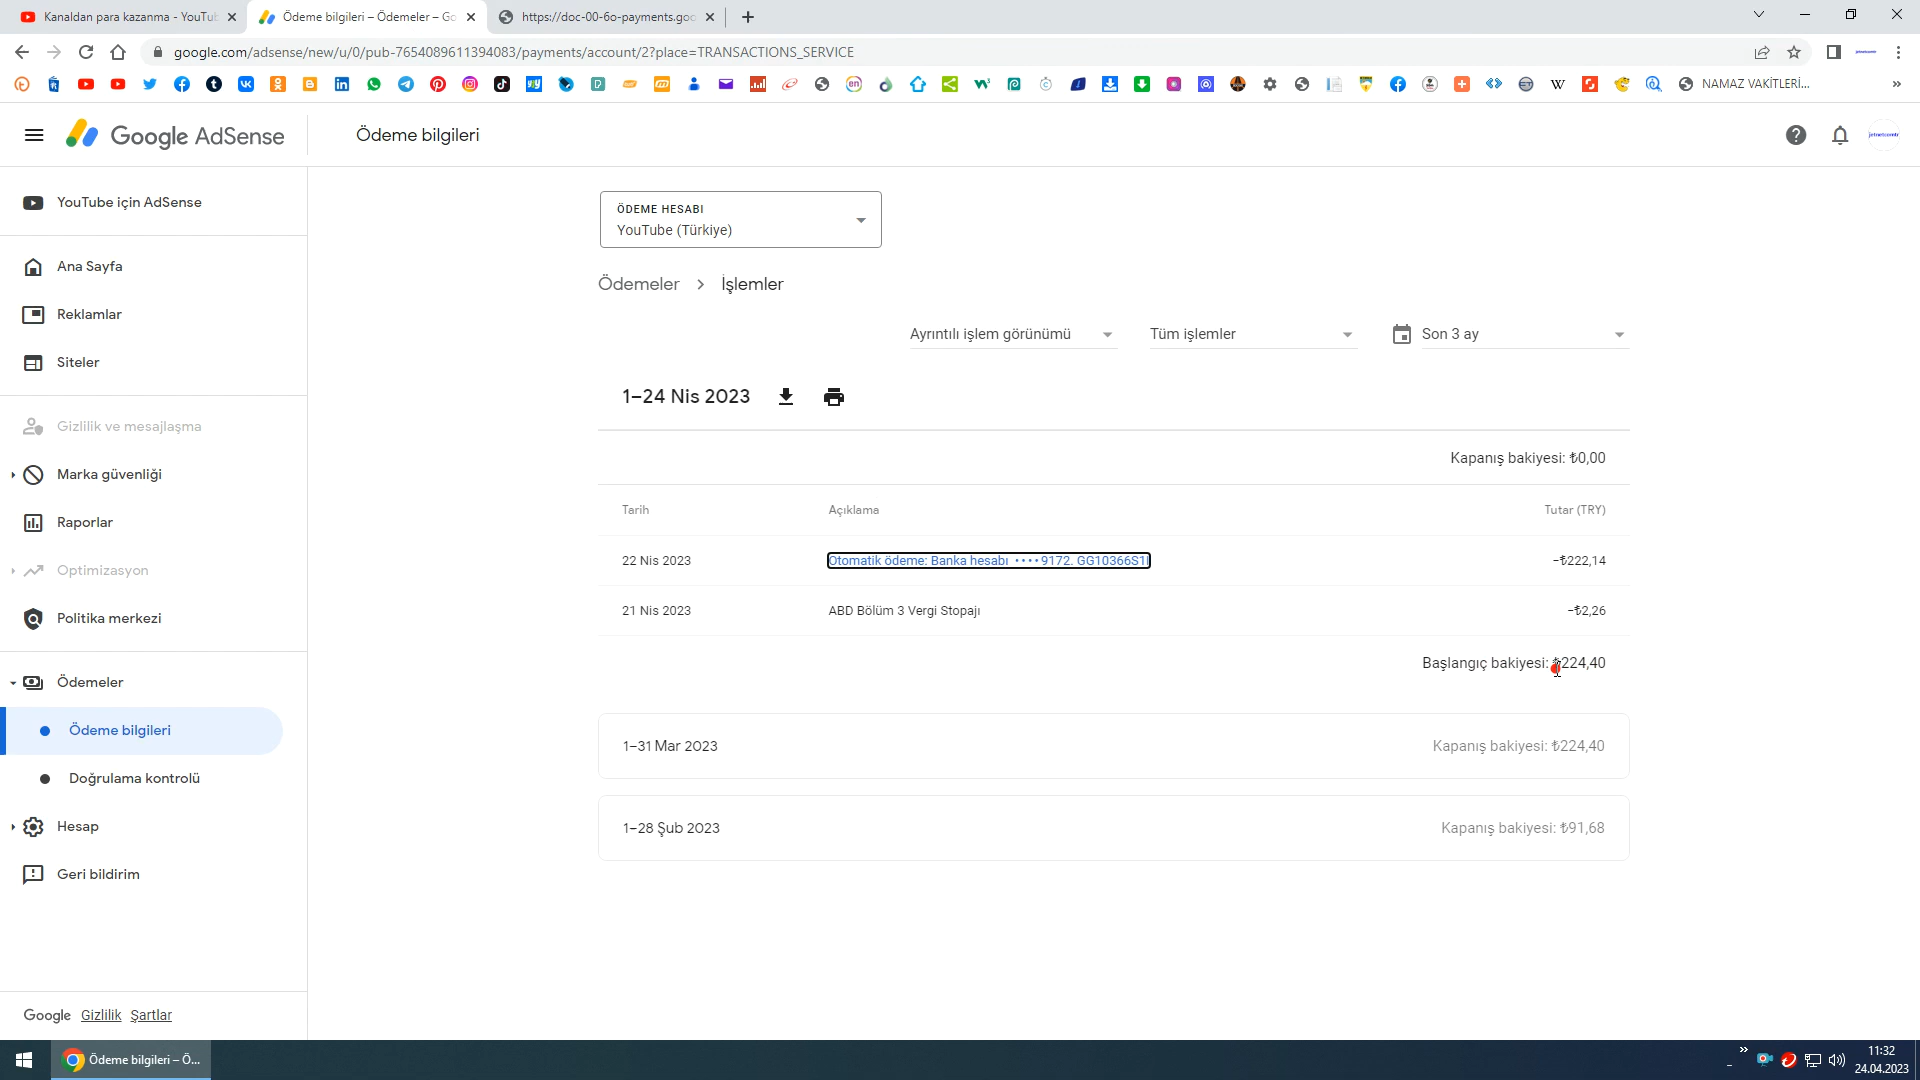 Kanaldan para kazanma - YouTub
Ödeme bilgileri – Ödemeler – Go
https://doc-00-6o-payments.goo
google.com/adsense/new/u/0/pub-7654089611394083/payments/account/2?place=TRANSACTIONS_SERVICE
NAMAZ VAKİTLERİ...
Google AdSense
Ödeme bilgileri
YouTube için AdSense
Ana Sayfa
Reklamlar
Siteler
Gizlilik ve mesajlaşma
Marka güvenliği
Raporlar
Optimizasyon
Politika merkezi
Ödemeler
Ödeme bilgileri
Doğrulama kontrolü
Hesap
Geri bildirim
Google Gizlilik Şartlar
ÖDEME HESABI
YouTube (Türkiye)
Ödemeler > İşlemler
Ayrıntılı işlem görünümü
Tüm işlemler
Son 3 ay
1–24 Nis 2023
Kapanış bakiyesi: ₺0,00
Tarih Açıklama Tutar (TRY)
22 Nis 2023 Otomatik ödeme: Banka hesabı ••••9172. GG10366S1I -₺222,14
21 Nis 2023 ABD Bölüm 3 Vergi Stopajı -₺2,26
Başlangıç bakiyesi: ₺224,40
1–31 Mar 2023 Kapanış bakiyesi: ₺224,40
1–28 Şub 2023 Kapanış bakiyesi: ₺91,68
Ödeme bilgileri – Ö...
11:32
24.04.2023